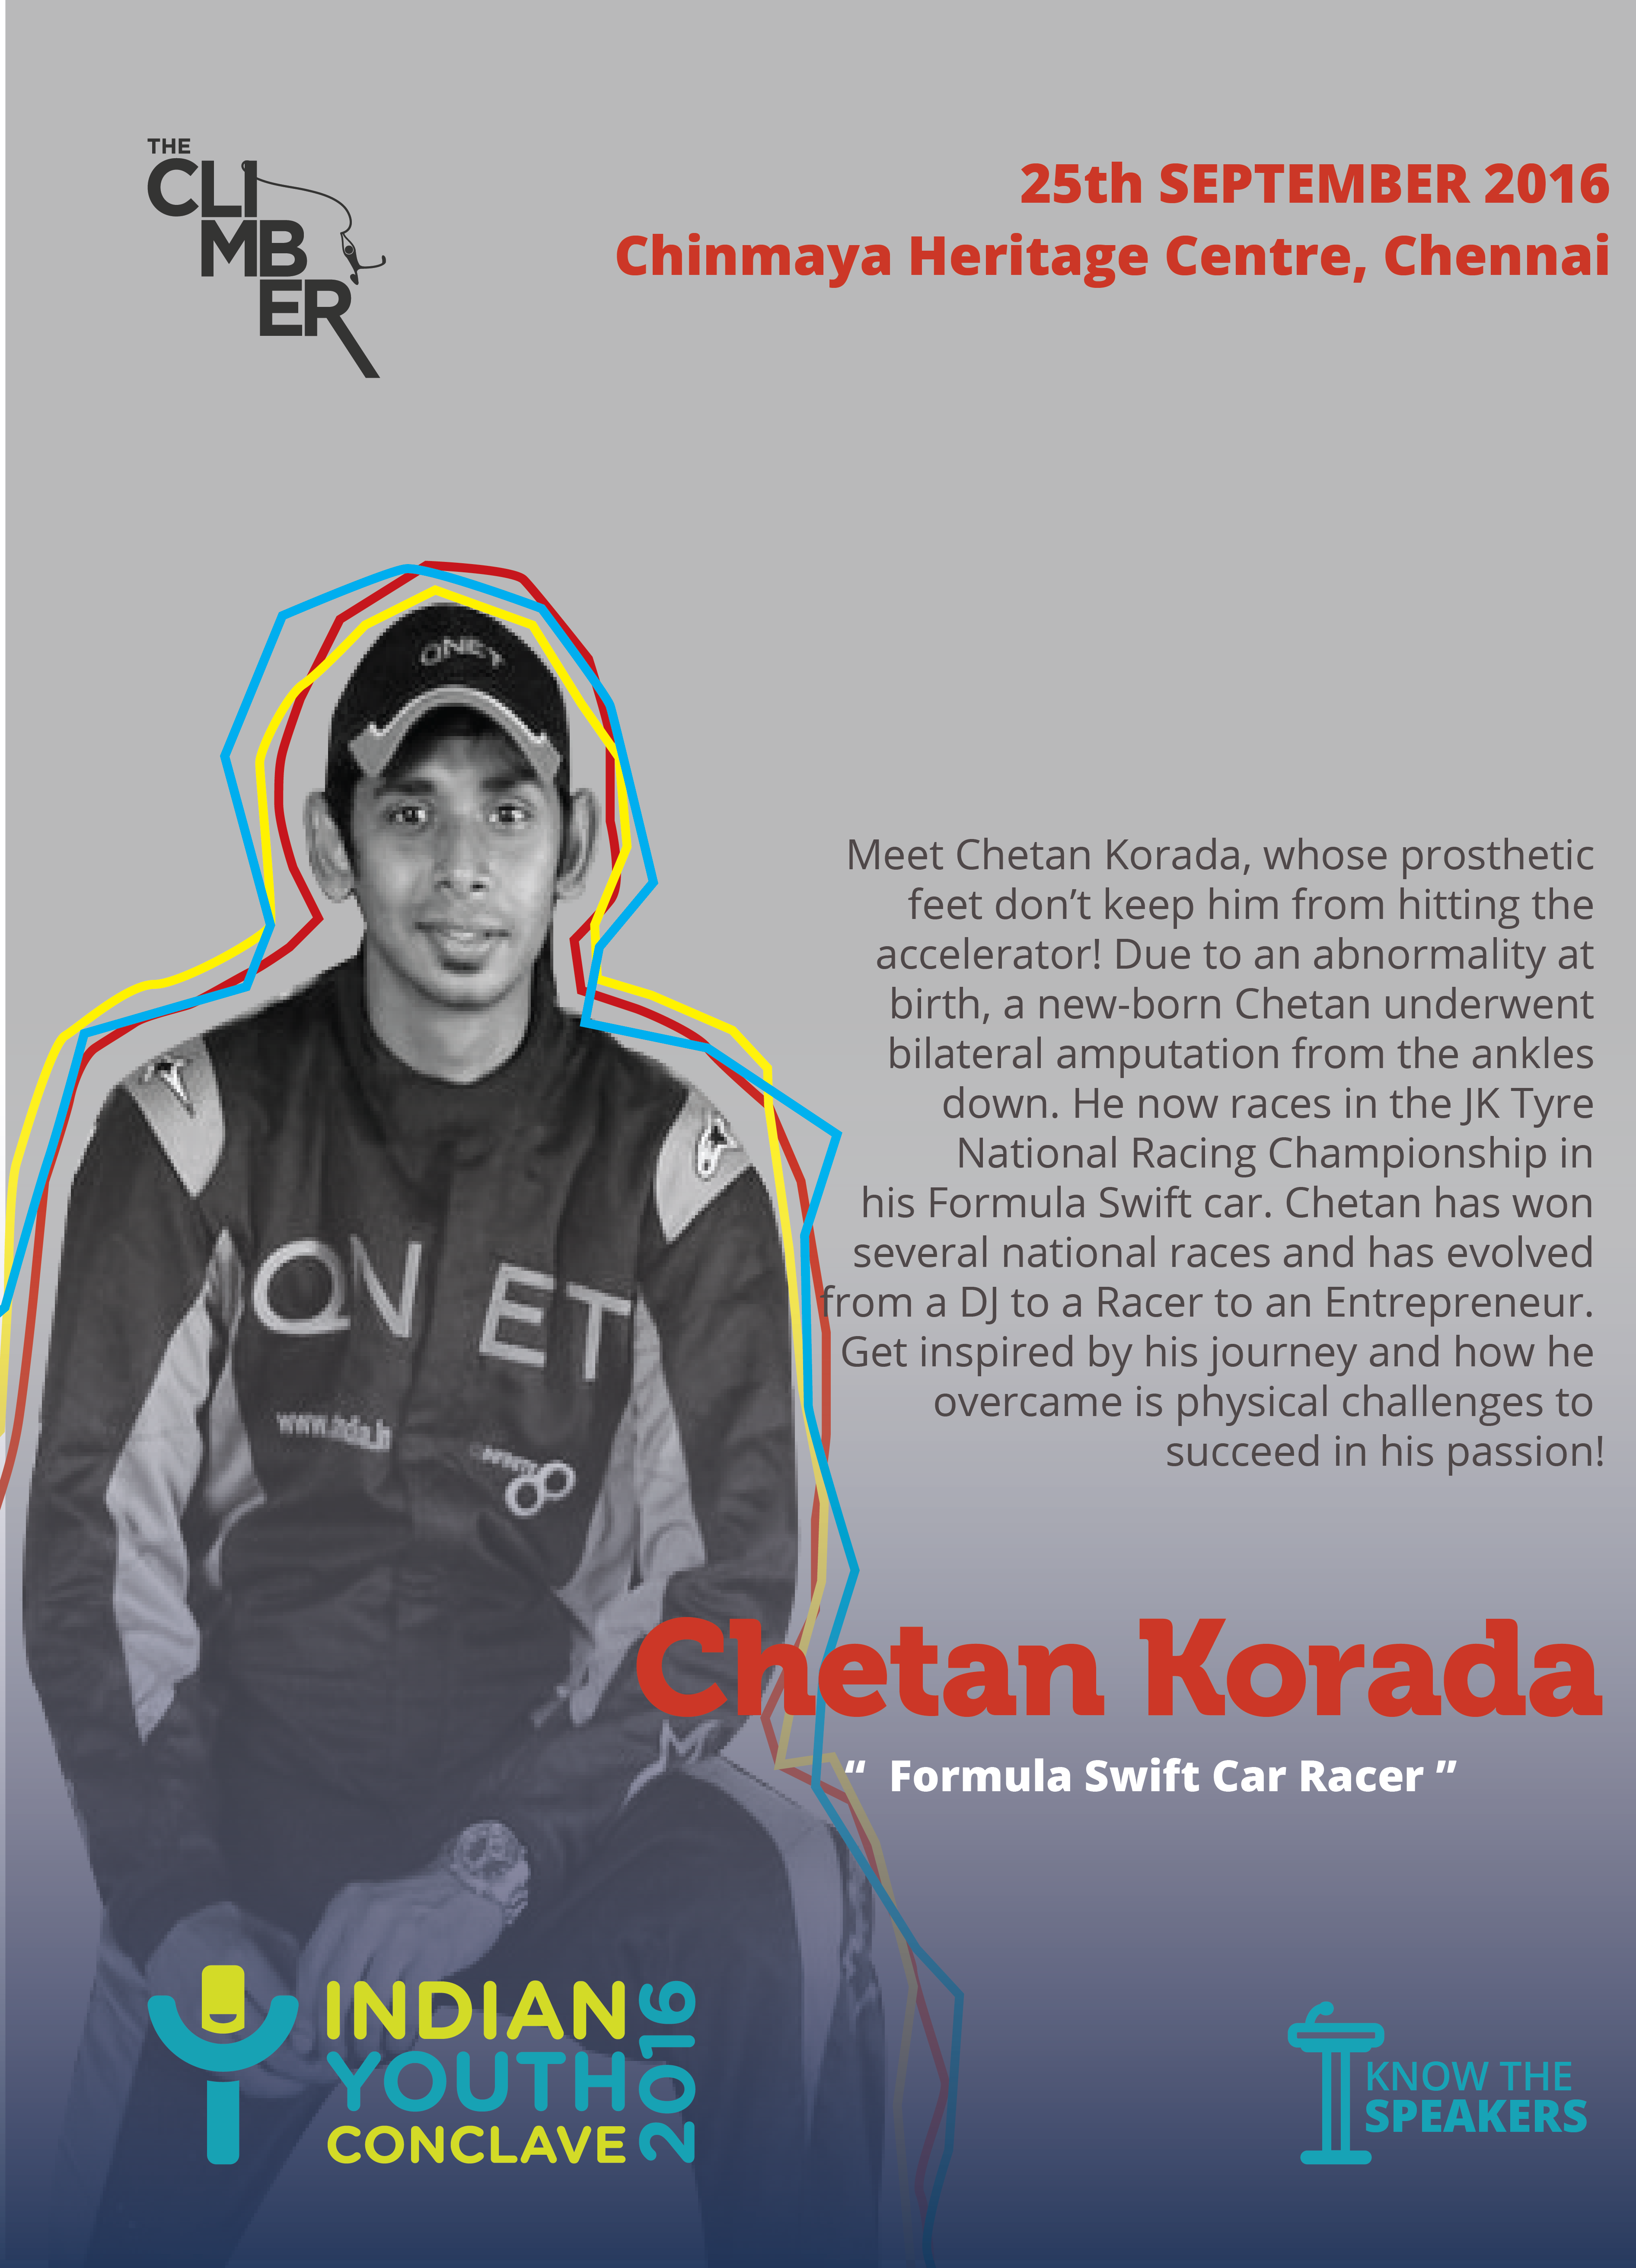 THE
CLI
MB
ER
25th SEPTEMBER 2016
Chinmaya Heritage Centre, Chennai
QNET
Meet Chetan Korada, whose prosthetic
feet don’t keep him from hitting the
accelerator! Due to an abnormality at
birth, a new-born Chetan underwent
bilateral amputation from the ankles
down. He now races in the JK Tyre
National Racing Championship in
his Formula Swift car. Chetan has won
several national races and has evolved
from a DJ to a Racer to an Entrepreneur.
Get inspired by his journey and how he
overcame is physical challenges to
succeed in his passion!
QN ET
Chetan Korada
“ Formula Swift Car Racer ”
INDIAN
YOUTH
CONCLAVE
2016
KNOW THE
SPEAKERS